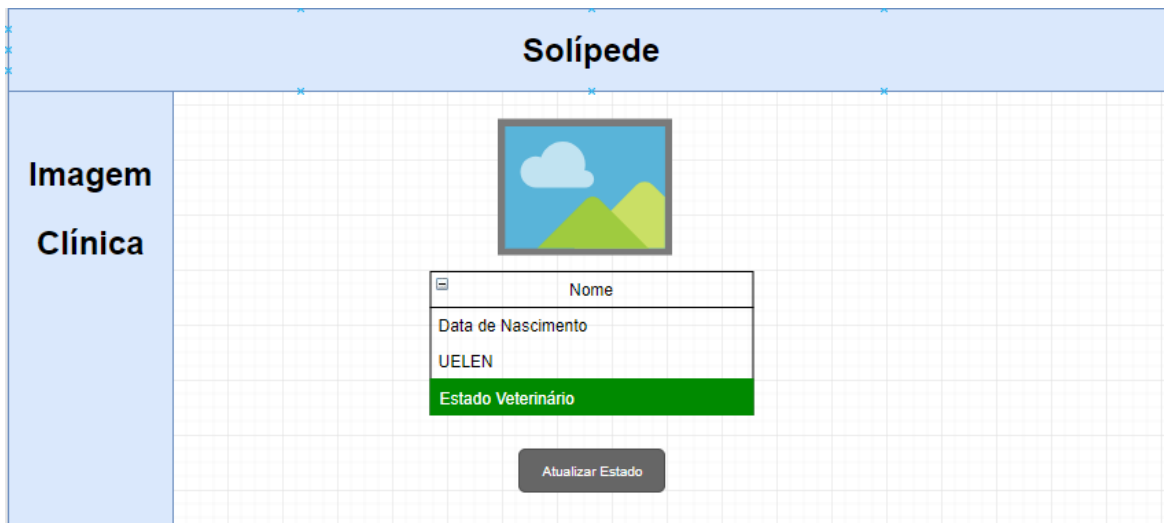 Solípede
Imagem
Clínica
Nome
Data de Nascimento
UELEN
Estado Veterinário
Atualizar Estado